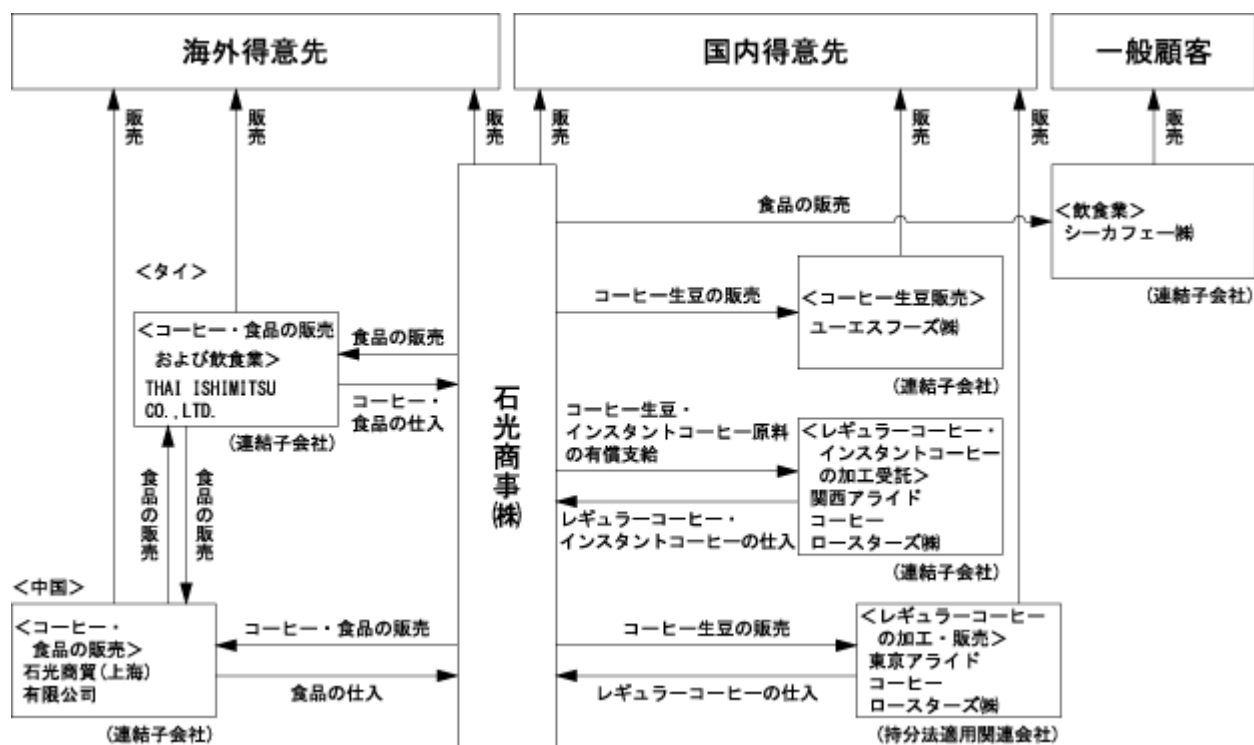 海外得意先
国内得意先
一般顧客
販売
販売
販売
販売
販売
販売
販売
食品の販売
<飲食業>
シーカフェー㈱
(連結子会社)
<タイ>
<コーヒー・食品の販売
および飲食業>
THAI ISHIMITSU
CO.,LTD.
(連結子会社)
食品の販売
コーヒー・
食品の仕入
石光商事㈱
コーヒー生豆の販売
<コーヒー生豆販売>
ユーエスフーズ㈱
(連結子会社)
コーヒー生豆・
インスタントコーヒー原料
の有償支給
レギュラーコーヒー・
インスタントコーヒーの仕入
<レギュラーコーヒー・
インスタントコーヒー
の加工受託>
関西アライド
コーヒー
ロースターズ㈱
(連結子会社)
食品の販売
食品の販売
<中国>
<コーヒー・
食品の販売>
石光商貿(上海)
有限公司
(連結子会社)
コーヒー・食品の販売
食品の仕入
コーヒー生豆の販売
レギュラーコーヒーの仕入
<レギュラーコーヒー
の加工・販売>
東京アライド
コーヒー
ロースターズ㈱
(持分法適用関連会社)